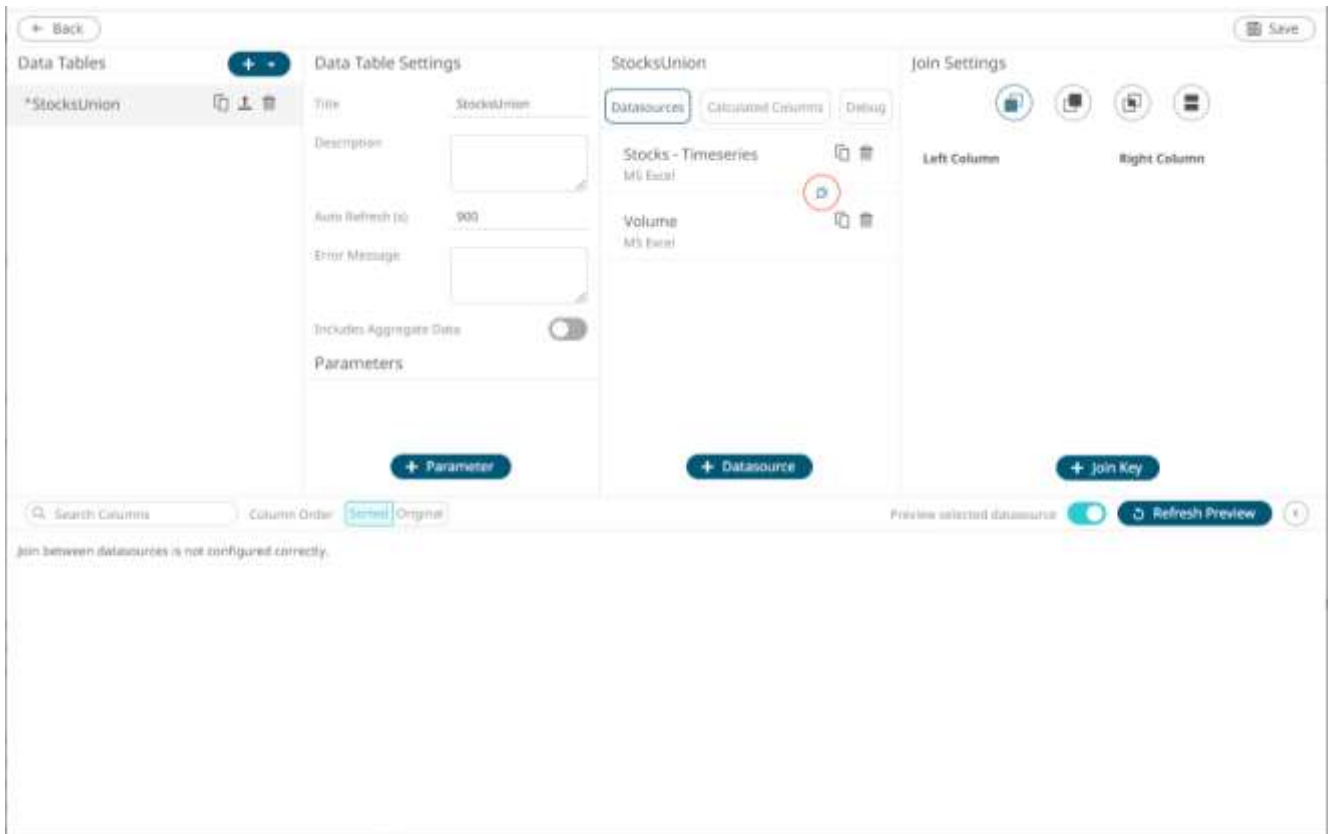 Back
Save
Data Tables
Data Table Settings
StocksUnion
Join Settings
*StocksUnion
Title
StocksUnion
Datasources
Calculated Columns
Debug
Description
Stocks - Timeseries
MS Excel
Left Column
Right Column
Auto Refresh (s)
900
Volume
MS Excel
Error Message
Includes Aggregate Data
Parameters
+ Parameter
+ Datasource
+ Join Key
Search Columns
Column Order
Sorted
Original
Preview selected datasource
Refresh Preview
Join between datasources is not configured correctly.